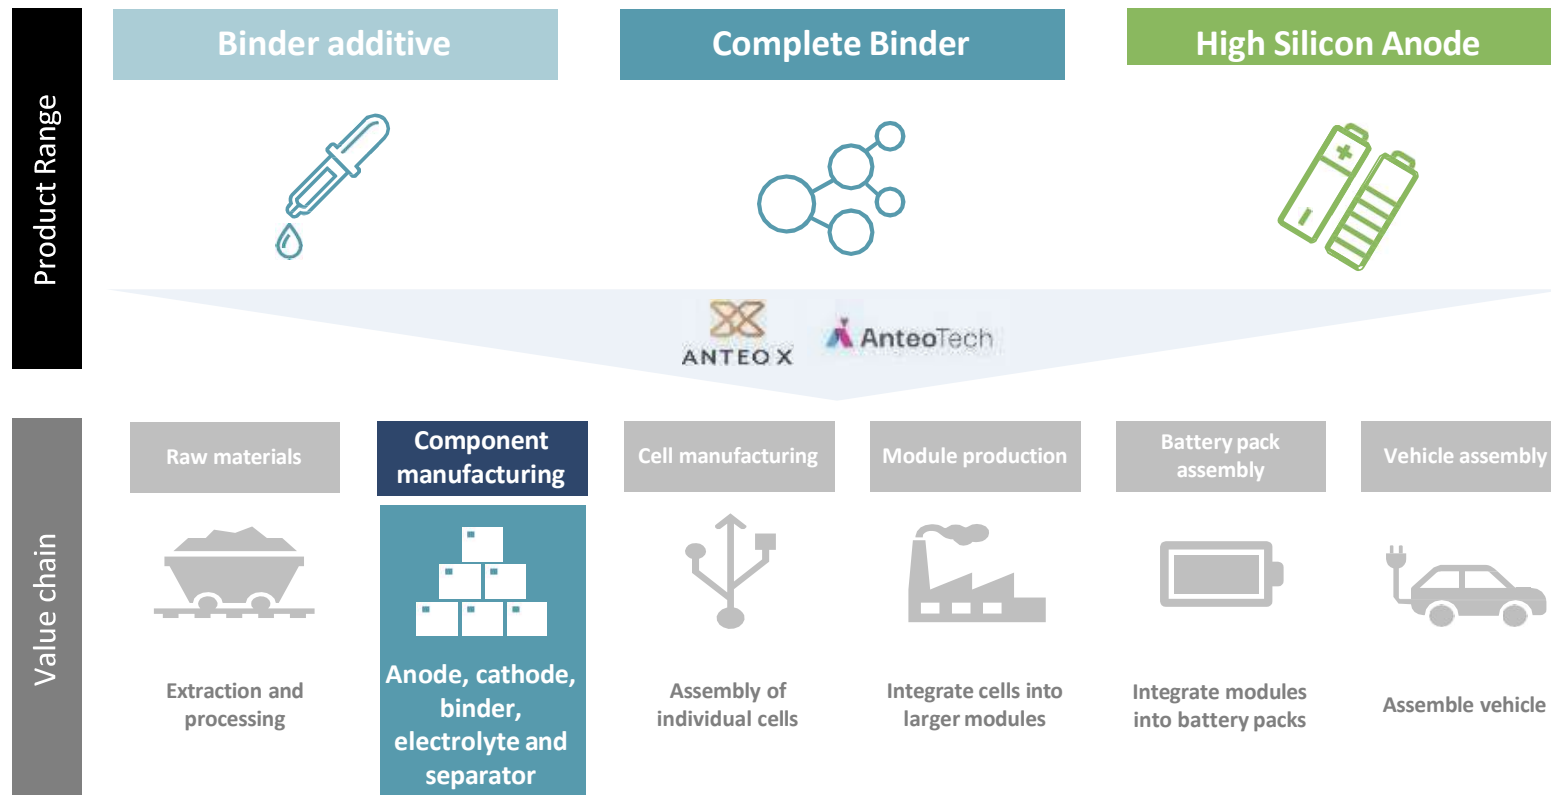 Product Range
Binder additive
Complete Binder
High Silicon Anode
ANTEO X
AnteoTech
Value chain
Raw materials
Component
manufacturing
Cell manufacturing
Module production
Battery pack
assembly
Vehicle assembly
Extraction and
processing
Anode, cathode,
binder,
electrolyte and
separator
Assembly of
individual cells
Integrate cells into
larger modules
Integrate modules
into battery packs
Assemble vehicle